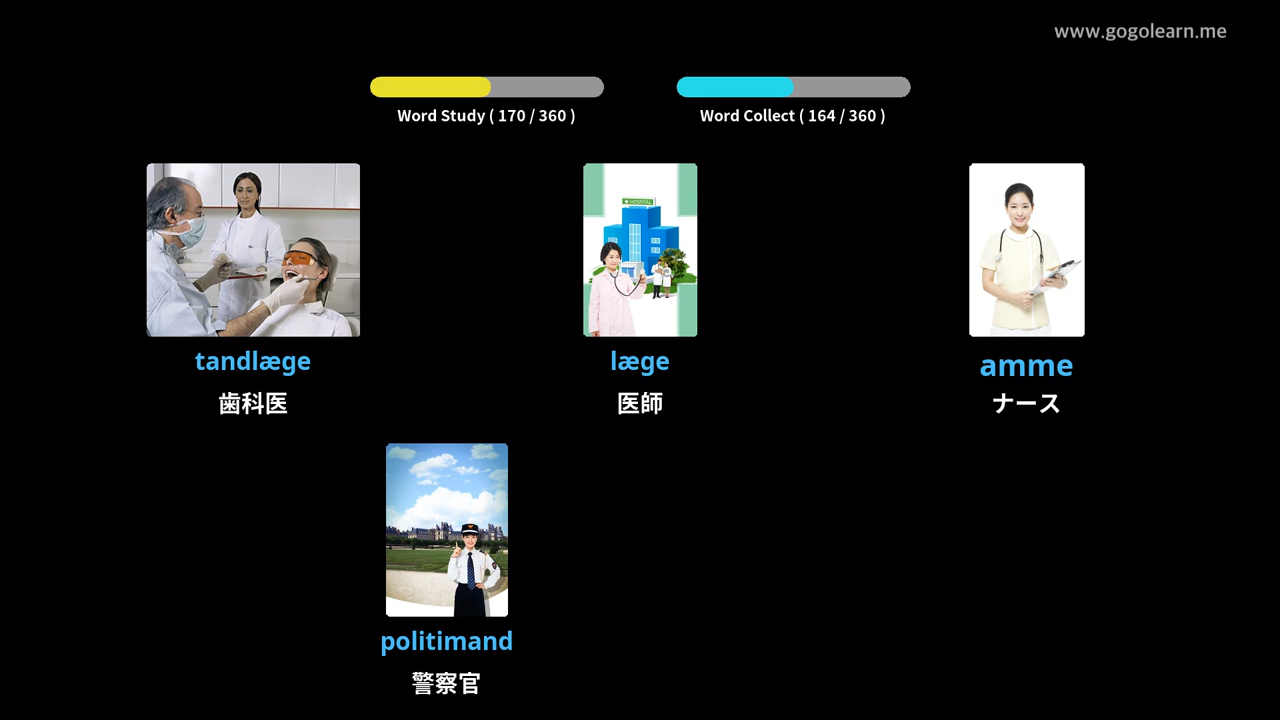 www.gogolearn.me
Word Study ( 170 / 360 )
Word Collect ( 164 / 360 )
HOSPITAL
tandlæge
歯科医
læge
医師
amme
ナース
politimand
警察官